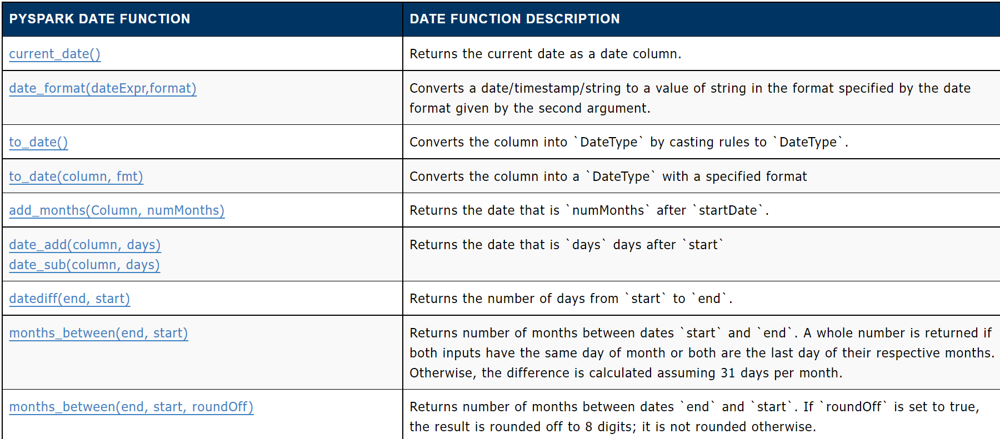 PYSPARK DATE FUNCTION DATE FUNCTION DESCRIPTION
current_date() Returns the current date as a date column.
date_format(dateExpr,format) Converts a date/timestamp/string to a value of string in the format specified by the date
format given by the second argument.
to_date() Converts the column into `DateType` by casting rules to `DateType`.
to_date(column, fmt) Converts the column into a `DateType` with a specified format
add_months(Column, numMonths) Returns the date that is `numMonths` after `startDate`.
date_add(column, days) Returns the date that is `days` days after `start`
date_sub(column, days)
datediff(end, start) Returns the number of days from `start` to `end`.
months_between(end, start) Returns number of months between dates `start` and `end`. A whole number is returned if
both inputs have the same day of month or both are the last day of their respective months.
Otherwise, the difference is calculated assuming 31 days per month.
months_between(end, start, roundOff) Returns number of months between dates `end` and `start`. If `roundOff` is set to true,
the result is rounded off to 8 digits; it is not rounded otherwise.